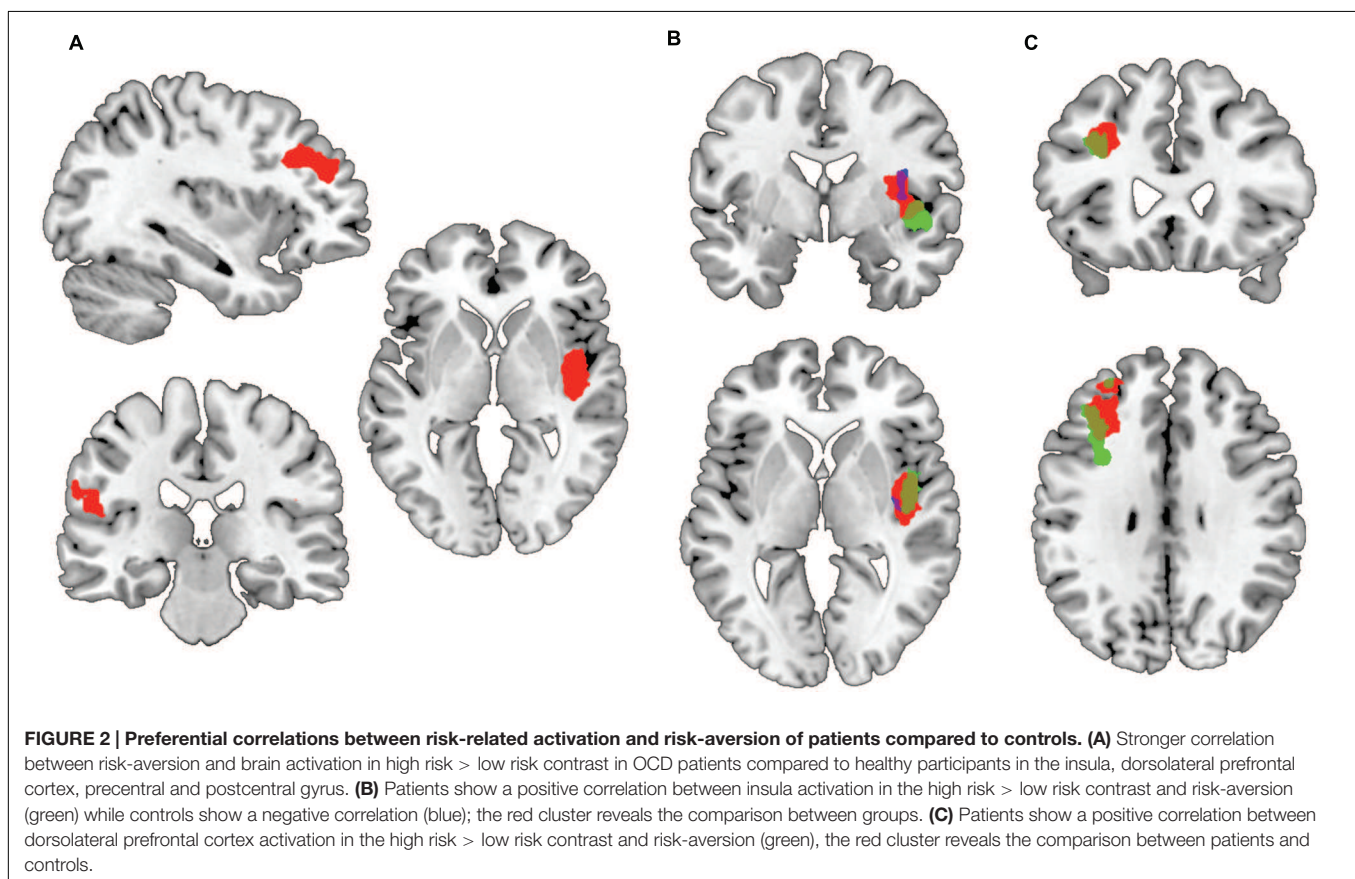 A
B
C
FIGURE 2 | Preferential correlations between risk-related activation and risk-aversion of patients compared to controls. (A) Stronger correlation
between risk-aversion and brain activation in high risk > low risk contrast in OCD patients compared to healthy participants in the insula, dorsolateral prefrontal
cortex, precentral and postcentral gyrus. (B) Patients show a positive correlation between insula activation in the high risk > low risk contrast and risk-aversion
(green) while controls show a negative correlation (blue); the red cluster reveals the comparison between groups. (C) Patients show a positive correlation between
dorsolateral prefrontal cortex activation in the high risk > low risk contrast and risk-aversion (green), the red cluster reveals the comparison between patients and
controls.